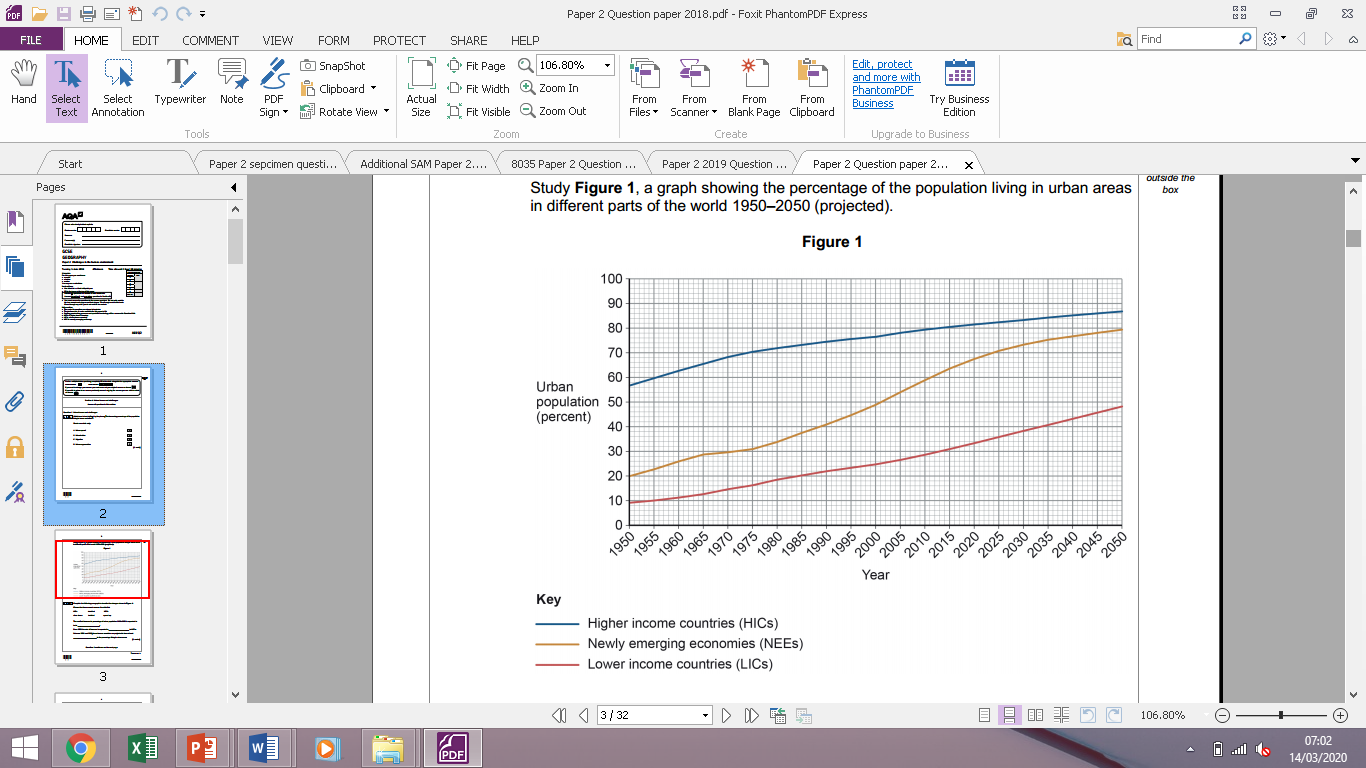 Paper 2 Question paper 2018.pdf - Foxit PhantomPDF Express
FILE HOME EDIT COMMENT VIEW FORM PROTECT SHARE HELP
Find
Hand
Select Text
Select Annotation
Typewriter
Note
PDF Sign
SnapShot
Clipboard
Rotate View
Tools
Actual Size
Fit Page
Fit Width
Fit Visible
106.80%
Zoom In
Zoom Out
Zoom
From Files
From Scanner
From Blank Page
From Clipboard
Create
Edit, protect
and more with
PhantomPDF
Business
Try Business Edition
Upgrade to Business
Start
Paper 2 sepcimen questi...
Additional SAM Paper 2....
8035 Paper 2 Question ...
Paper 2 2019 Question ...
Paper 2 Question paper 2...
Pages
AQA
GCSE
GEOGRAPHY
1
2
3
outside the
box
Study Figure 1, a graph showing the percentage of the population living in urban areas
in different parts of the world 1950–2050 (projected).
Figure 1
Urban
population
(percent)
100
90
80
70
60
50
40
30
20
10
0
1950 1955 1960 1965 1970 1975 1980 1985 1990 1995 2000 2005 2010 2015 2020 2025 2030 2035 2040 2045 2050
Year
Key
Higher income countries (HICs)
Newly emerging economies (NEEs)
Lower income countries (LICs)
3 / 32
106.80%
PDF
07:02
14/03/2020